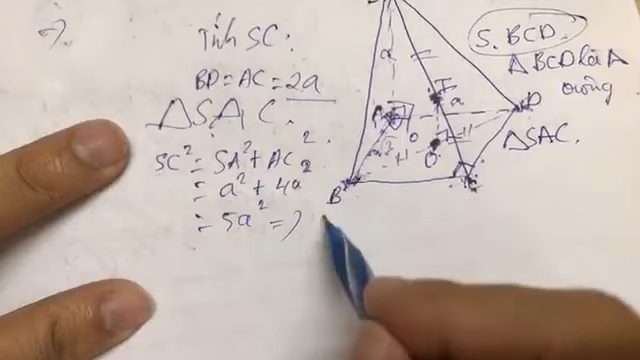 =).
Tính SC:
BD = AC = 2a
ΔSAC.
SC² = SA² + AC²
= a² + 4a²
= 5a² =)
S.BCD.
ΔBCD là Δ
vuông
ΔSAC.
a
I
a
A
D
O
H
B
C